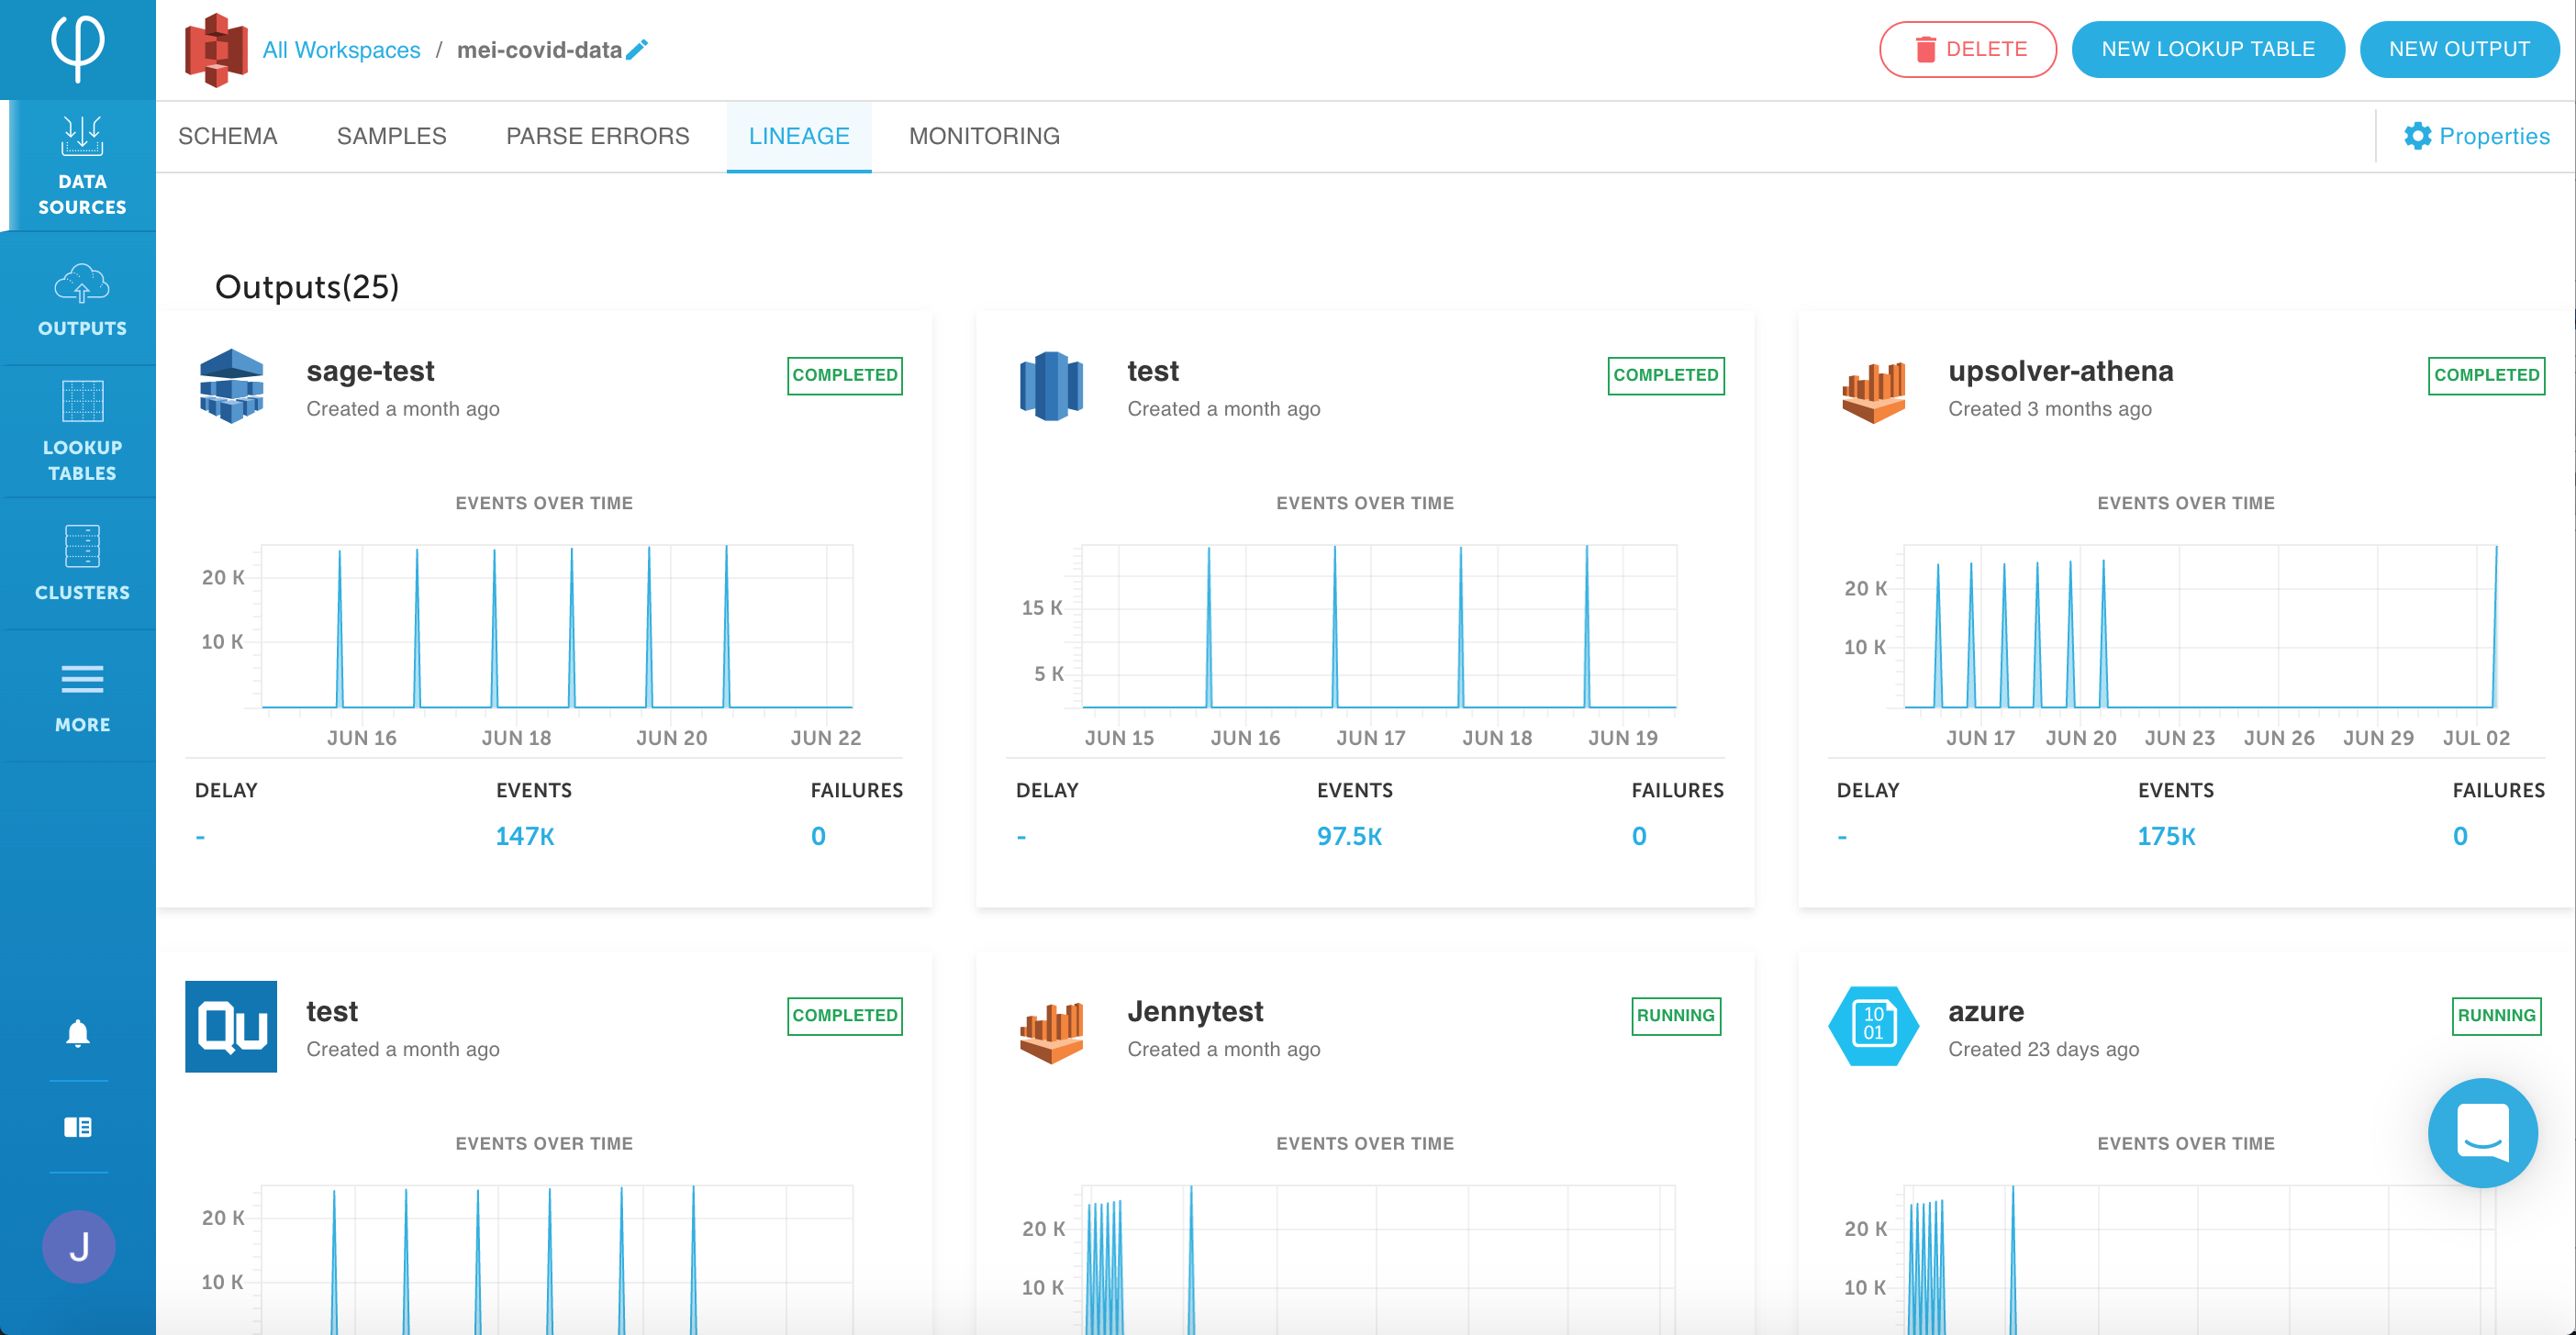 All Workspaces / mei-covid-data
DELETE
NEW LOOKUP TABLE
NEW OUTPUT
DATA
SOURCES
OUTPUTS
LOOKUP
TABLES
CLUSTERS
MORE
J
SCHEMA
SAMPLES
PARSE ERRORS
LINEAGE
MONITORING
Properties
Outputs(25)
sage-test
Created a month ago
COMPLETED
EVENTS OVER TIME
20 K
10 K
JUN 16
JUN 18
JUN 20
JUN 22
DELAY
EVENTS
FAILURES
-
147K
0
test
Created a month ago
COMPLETED
EVENTS OVER TIME
15 K
5 K
JUN 15
JUN 16
JUN 17
JUN 18
JUN 19
DELAY
EVENTS
FAILURES
-
97.5K
0
upsolver-athena
Created 3 months ago
COMPLETED
EVENTS OVER TIME
20 K
10 K
JUN 17
JUN 20
JUN 23
JUN 26
JUN 29
JUL 02
DELAY
EVENTS
FAILURES
-
175K
0
Qu
test
Created a month ago
COMPLETED
EVENTS OVER TIME
20 K
10 K
Jennytest
Created a month ago
RUNNING
EVENTS OVER TIME
20 K
10 K
10
01
azure
Created 23 days ago
RUNNING
EVENTS OVER TIME
20 K
10 K